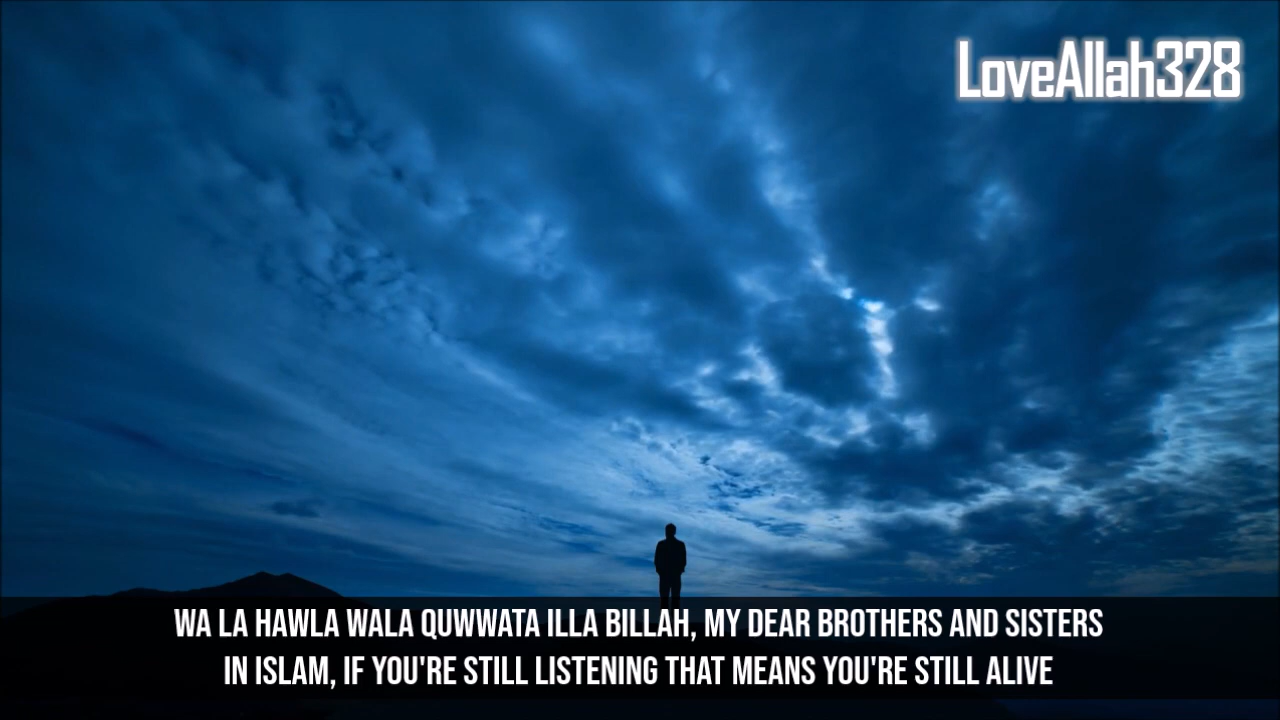 LoveAllah328
WA LA HAWLA WALA QUWWATA ILLA BILLAH, MY DEAR BROTHERS AND SISTERS
IN ISLAM, IF YOU'RE STILL LISTENING THAT MEANS YOU'RE STILL ALIVE